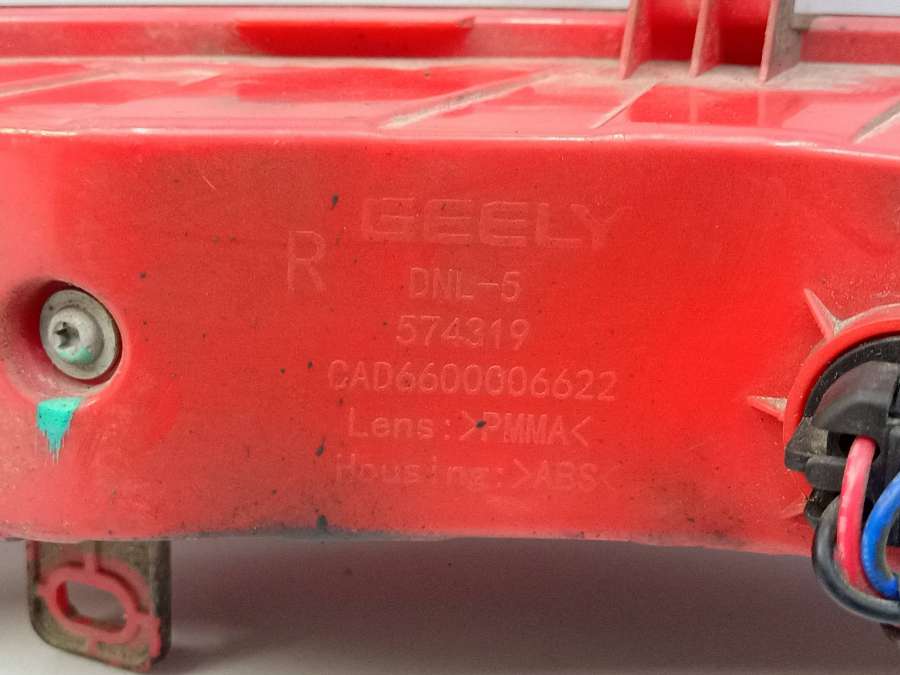 GEELY
R
DNL-5
574319
CAD6600006622
Lens:>PMMA<
Housing:>ABS<